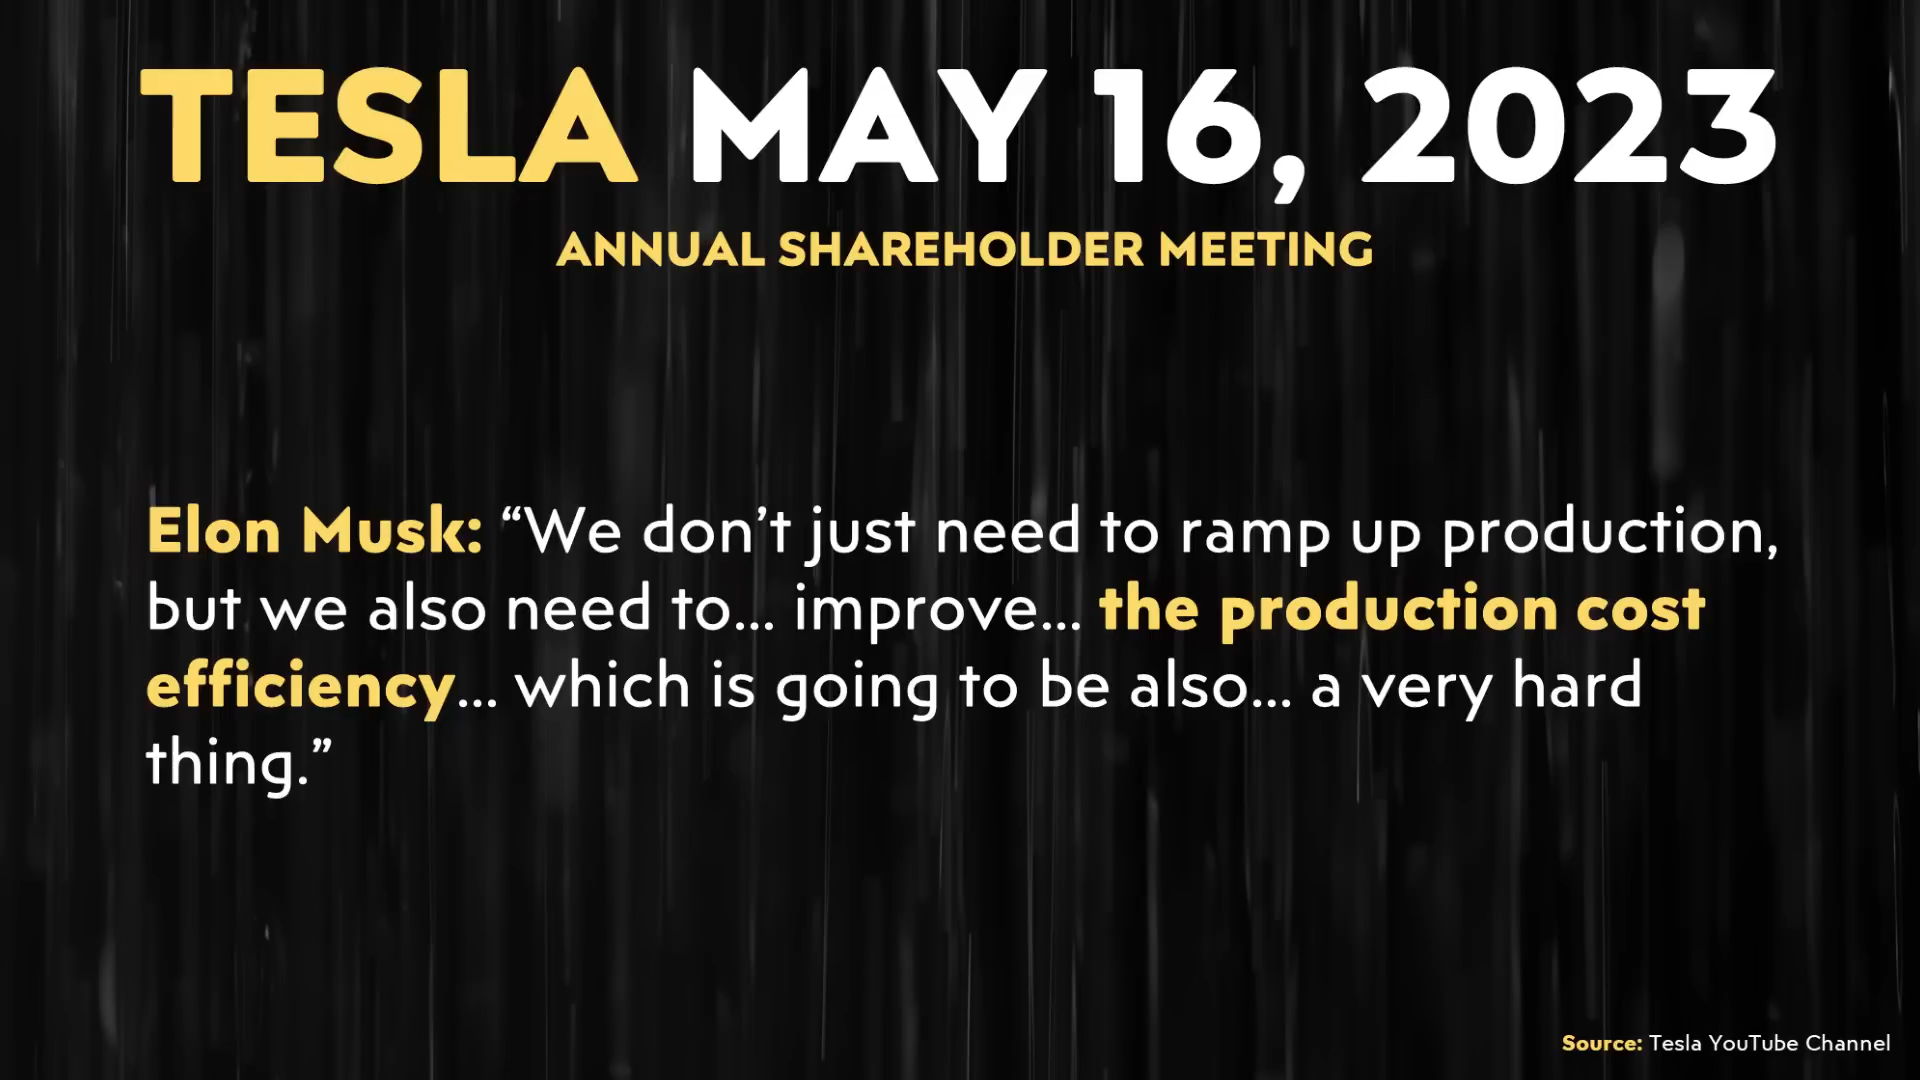 TESLA MAY 16, 2023
ANNUAL SHAREHOLDER MEETING
Elon Musk: “We don’t just need to ramp up production,
but we also need to... improve... the production cost
efficiency... which is going to be also... a very hard
thing.”
Source: Tesla YouTube Channel